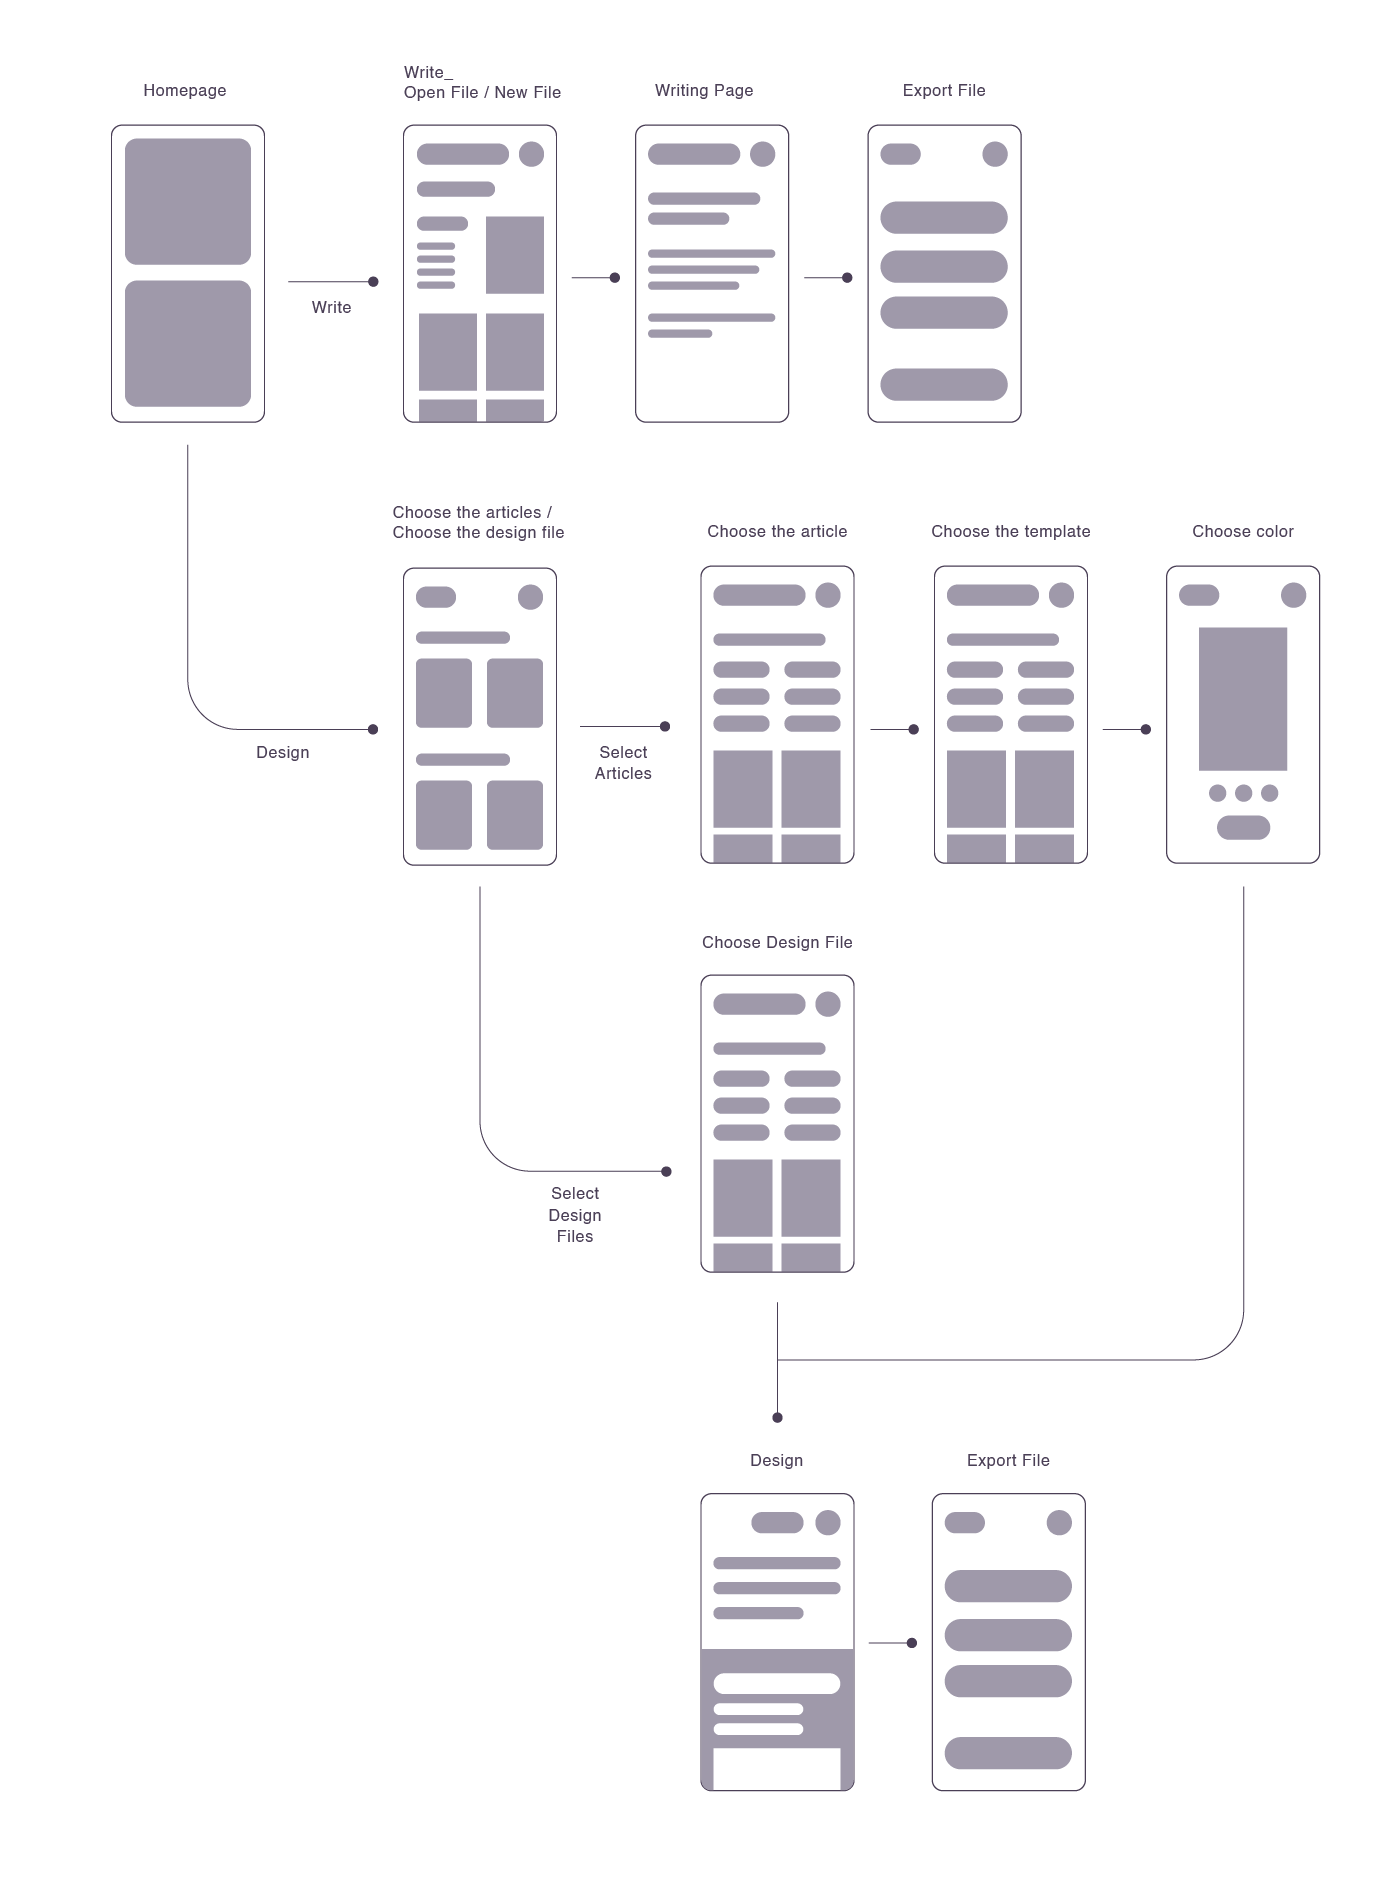 Homepage
Write_
Open File / New File
Writing Page
Export File
Write
Choose the articles /
Choose the design file
Choose the article
Choose the template
Choose color
Design
Select
Articles
Choose Design File
Select
Design
Files
Design
Export File